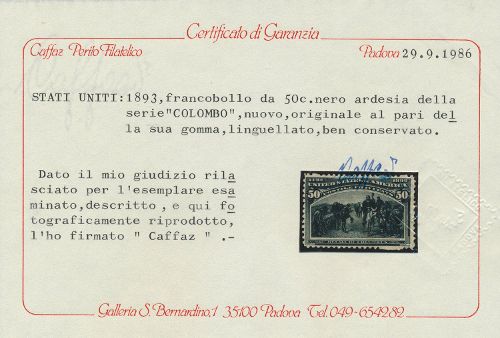 Certificato di Garanzia
Caffaz Perito Filatelico
Padova 29.9.1986
STATI UNITI:1893,francobollo da 50c.nero ardesia della
serie"COLOMBO",nuovo,originale al pari del
la sua gomma,linguellato,ben conservato.
Dato il mio giudizio rila
sciato per l'esemplare esa
minato,descritto,e qui fo
tograficamente riprodotto,
l'ho firmato " Caffaz " .-
UNITED STATES OF AMERICA
50 50
Galleria S. Bernardino,1 35100 Padova Tel. 049-654282